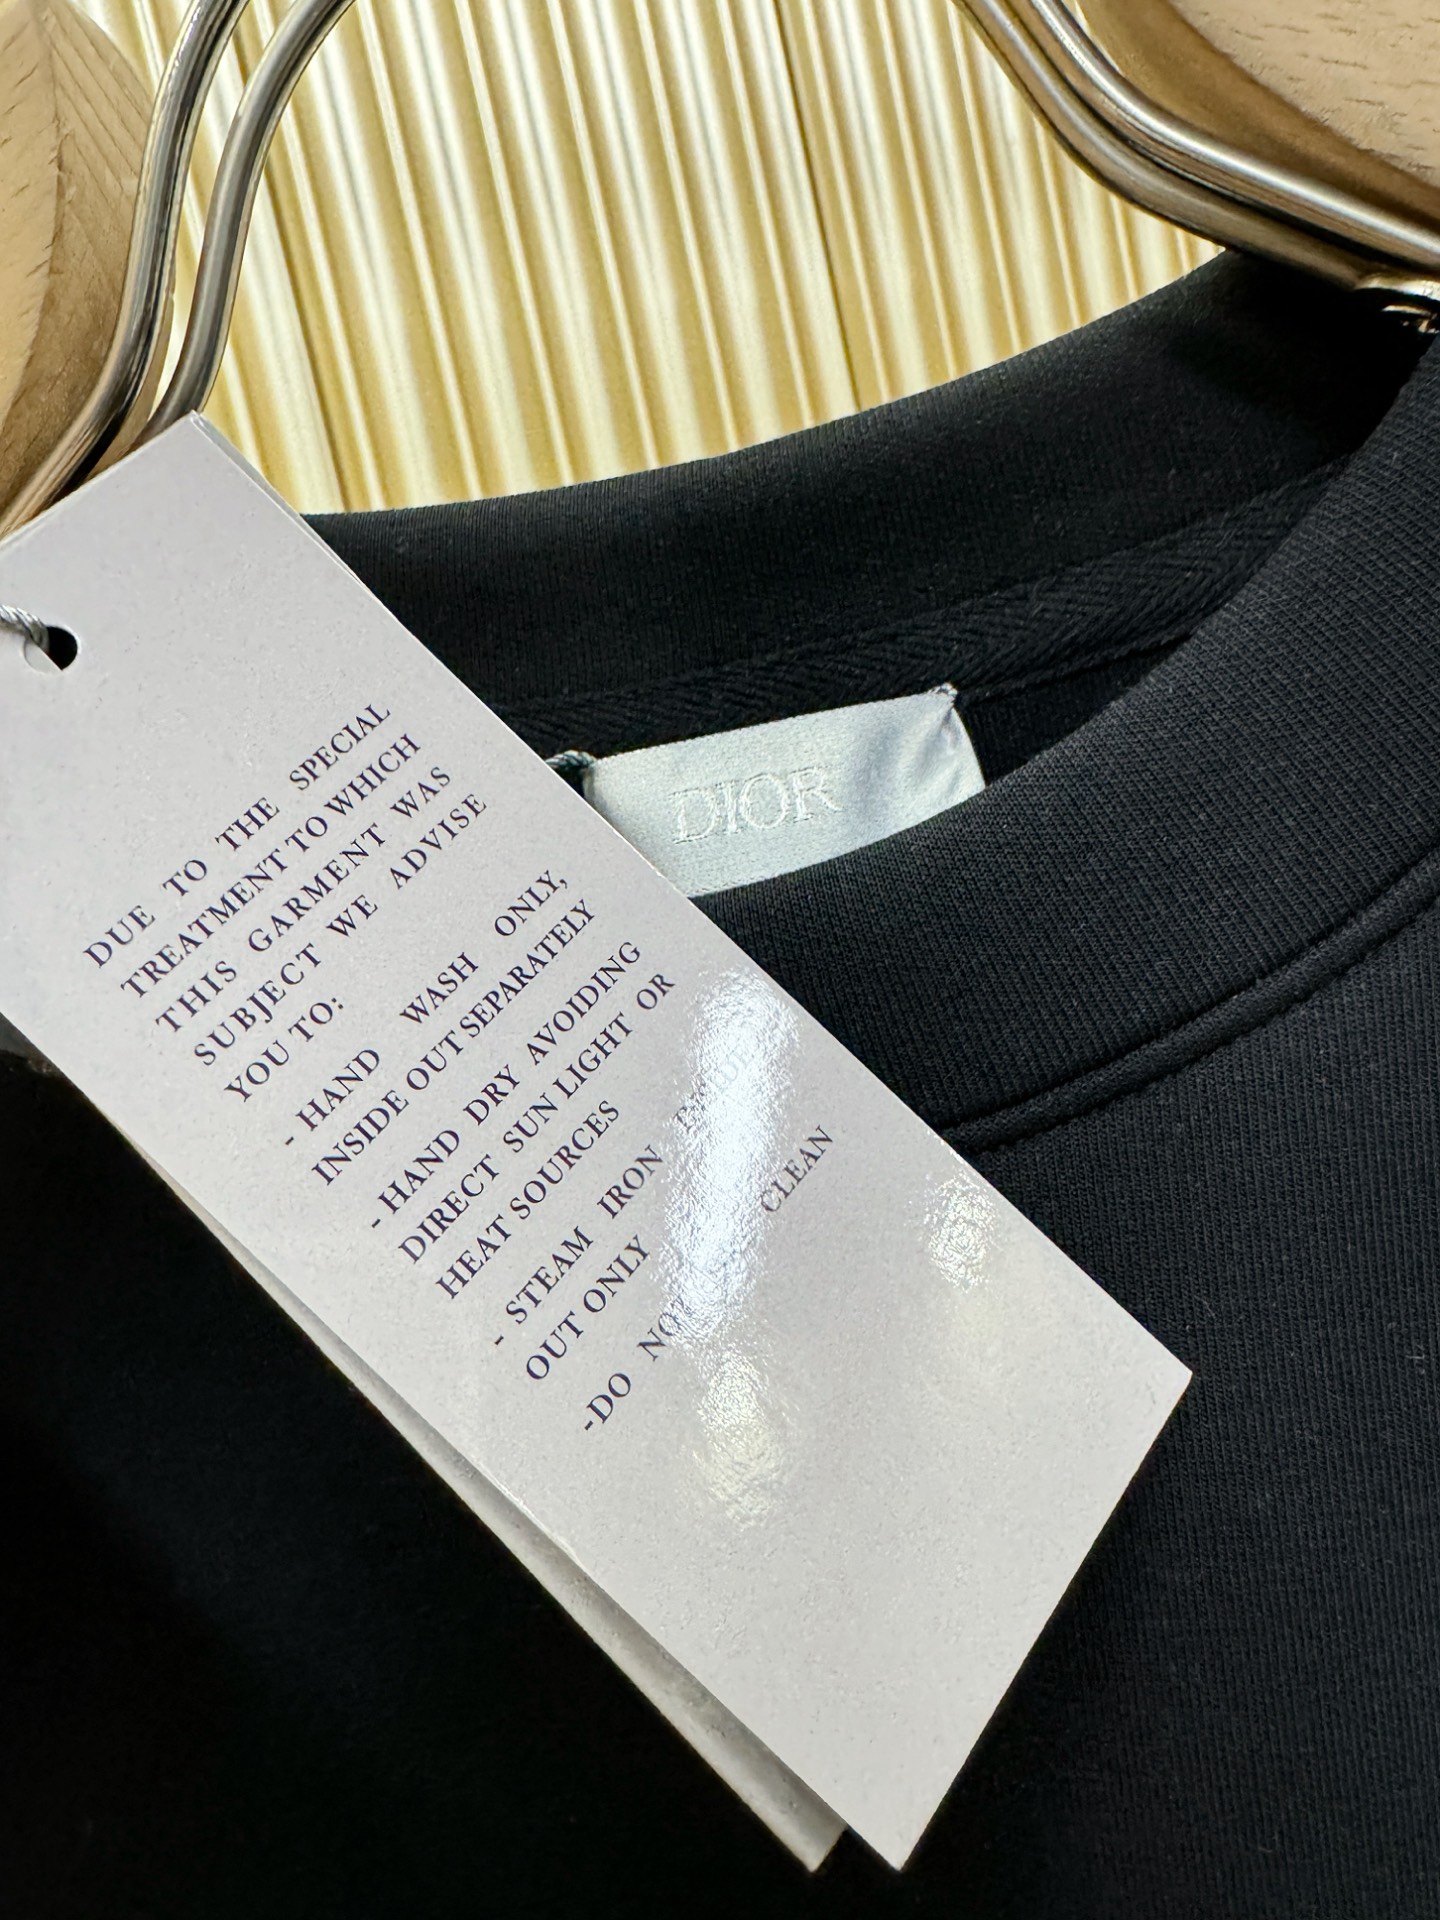 DIOR
DUE TO THE SPECIAL
TREATMENT TO WHICH
THIS GARMENT WAS
SUBJECT WE ADVISE
YOU TO:
- HAND WASH ONLY,
INSIDE OUT SEPARATELY
- HAND DRY AVOIDING
DIRECT SUN LIGHT OR
HEAT SOURCES
- STEAM IRON INSIDE
OUT ONLY
-DO NOT CLEAN